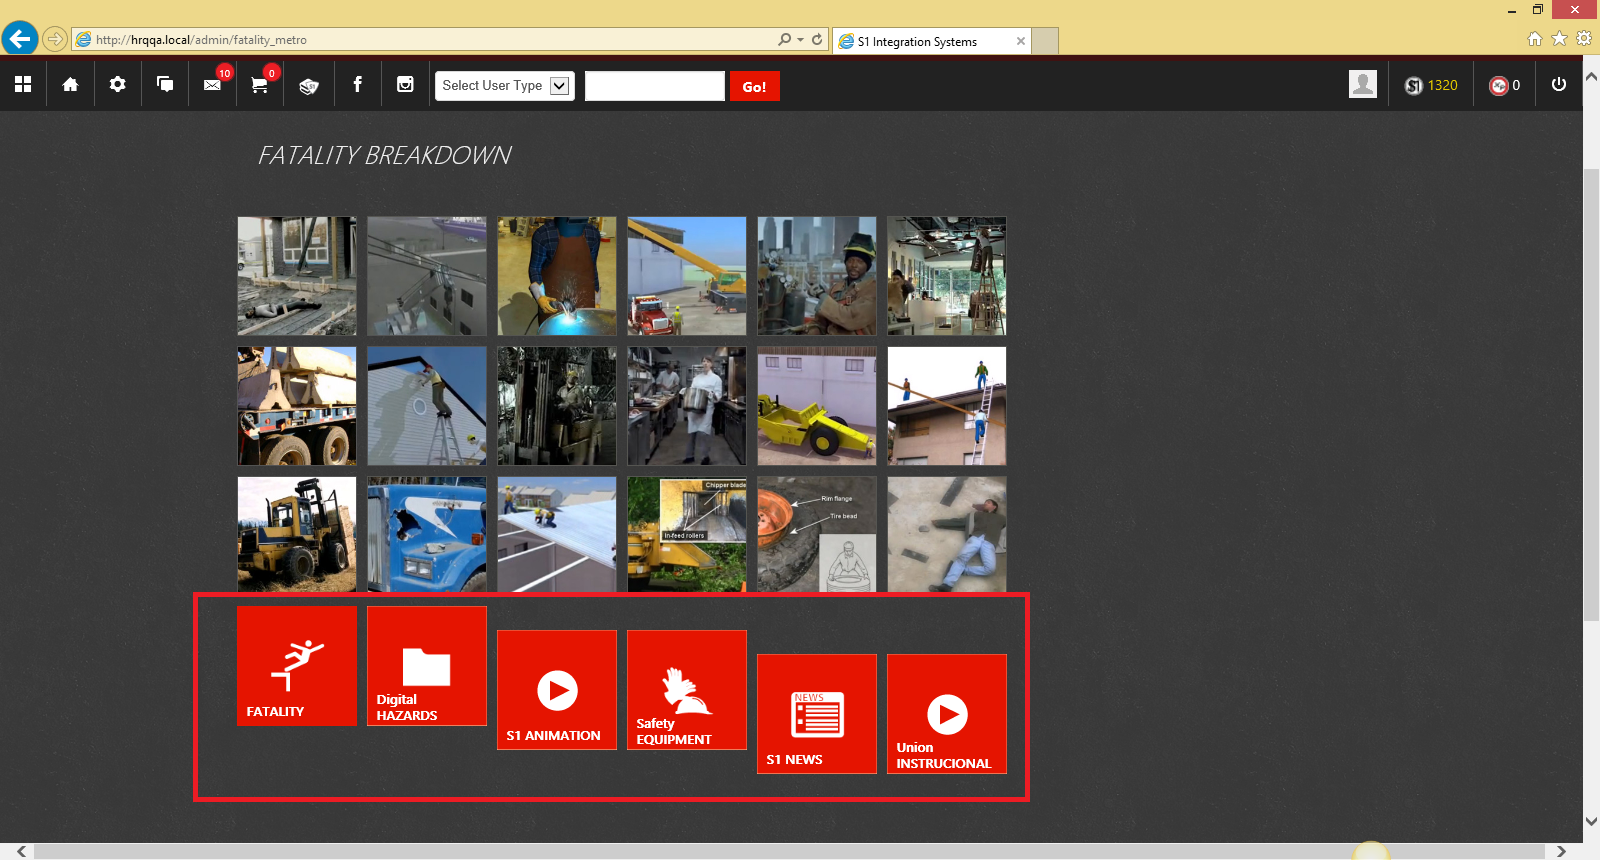 http://hrqqa.local/admin/fatality_metro
S1 Integration Systems
10
0
S1
Select User Type
Go!
S1
1320
0
FATALITY BREAKDOWN
Chipper blade
In-feed rollers
Rim flange
Tire bead
FATALITY
Digital
HAZARDS
S1 ANIMATION
Safety
EQUIPMENT
NEWS
S1 NEWS
Union
INSTRUCIONAL